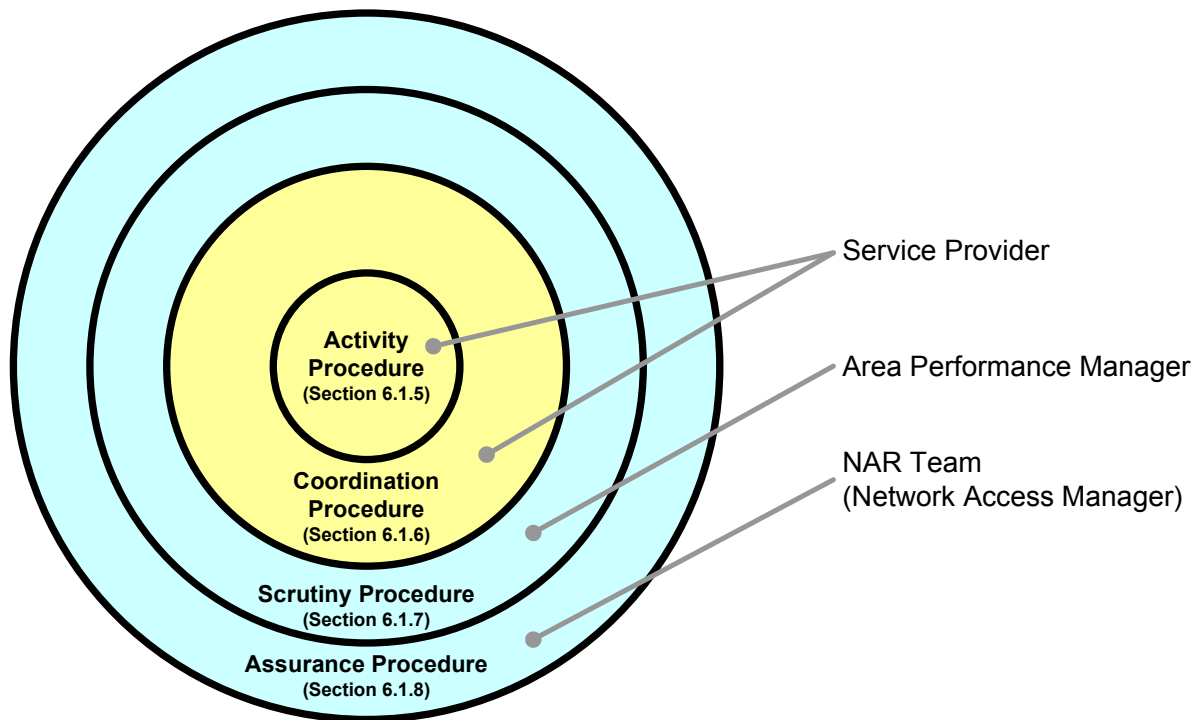 Activity
Procedure
(Section 6.1.5)
Coordination
Procedure
(Section 6.1.6)
Scrutiny Procedure
(Section 6.1.7)
Assurance Procedure
(Section 6.1.8)
Service Provider
Area Performance Manager
NAR Team
(Network Access Manager)